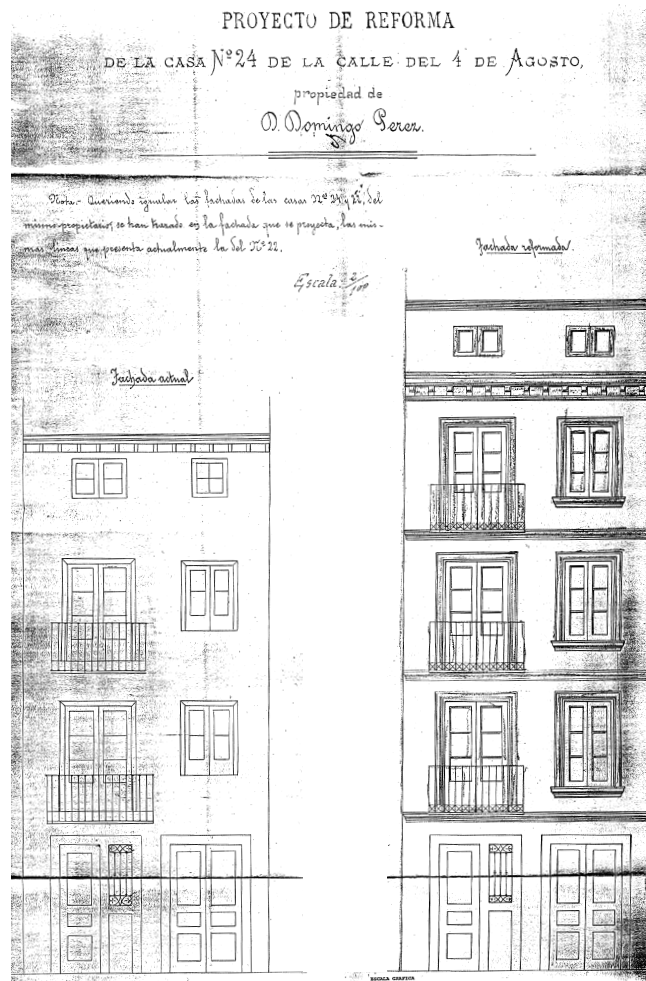 PROYECTO DE REFORMA
DE LA CASA Nº 24 DE LA CALLE DEL 4 DE AGOSTO,
propiedad de
D. Domingo Perez.
Nota.- Queriendo igualar las fachadas de las casas Nº 24 y 22, del
mismo propietario, se han trazado en la fachada que se proyecta, las mis-
mas líneas que presenta actualmente la del Nº 22.
Fachada reformada.
Escala. 2/100
Fachada actual
ESCALA GRAFICA